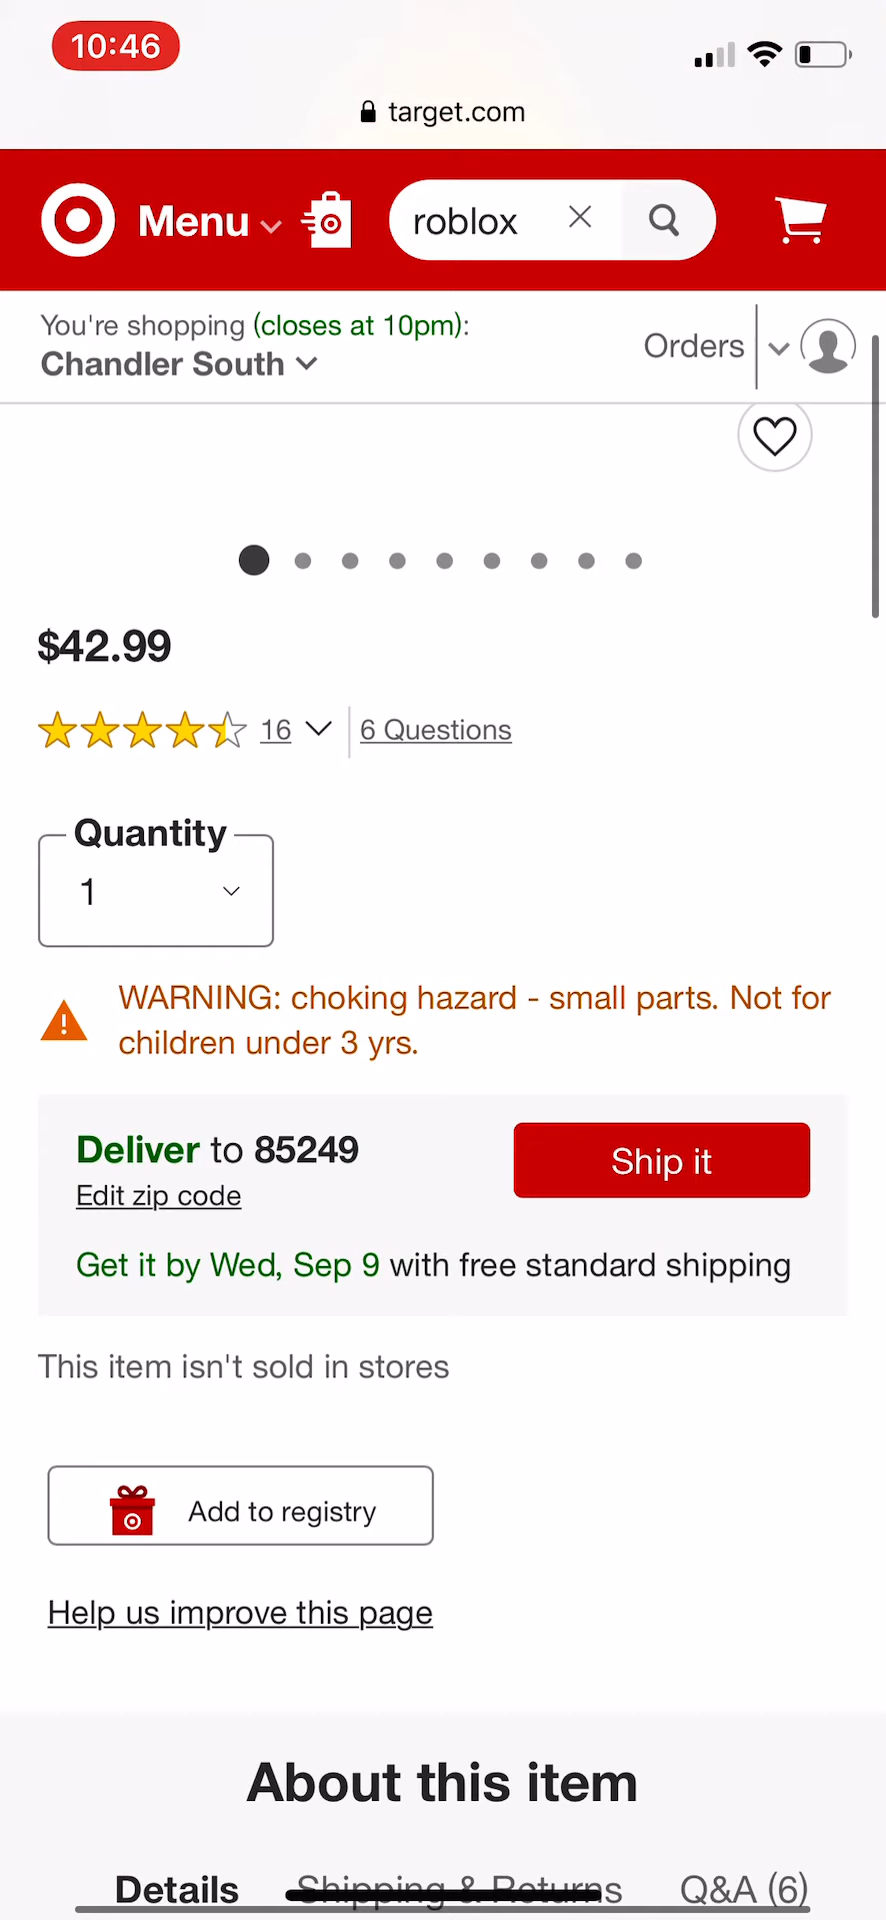 10:46
target.com
Menu
roblox
You're shopping (closes at 10pm):
Chandler South
Orders
$42.99
16
6 Questions
Quantity
1
WARNING: choking hazard - small parts. Not for
children under 3 yrs.
Deliver to 85249
Ship it
Edit zip code
Get it by Wed, Sep 9 with free standard shipping
This item isn't sold in stores
Add to registry
Help us improve this page
About this item
Details
Shipping & Returns
Q&A (6)